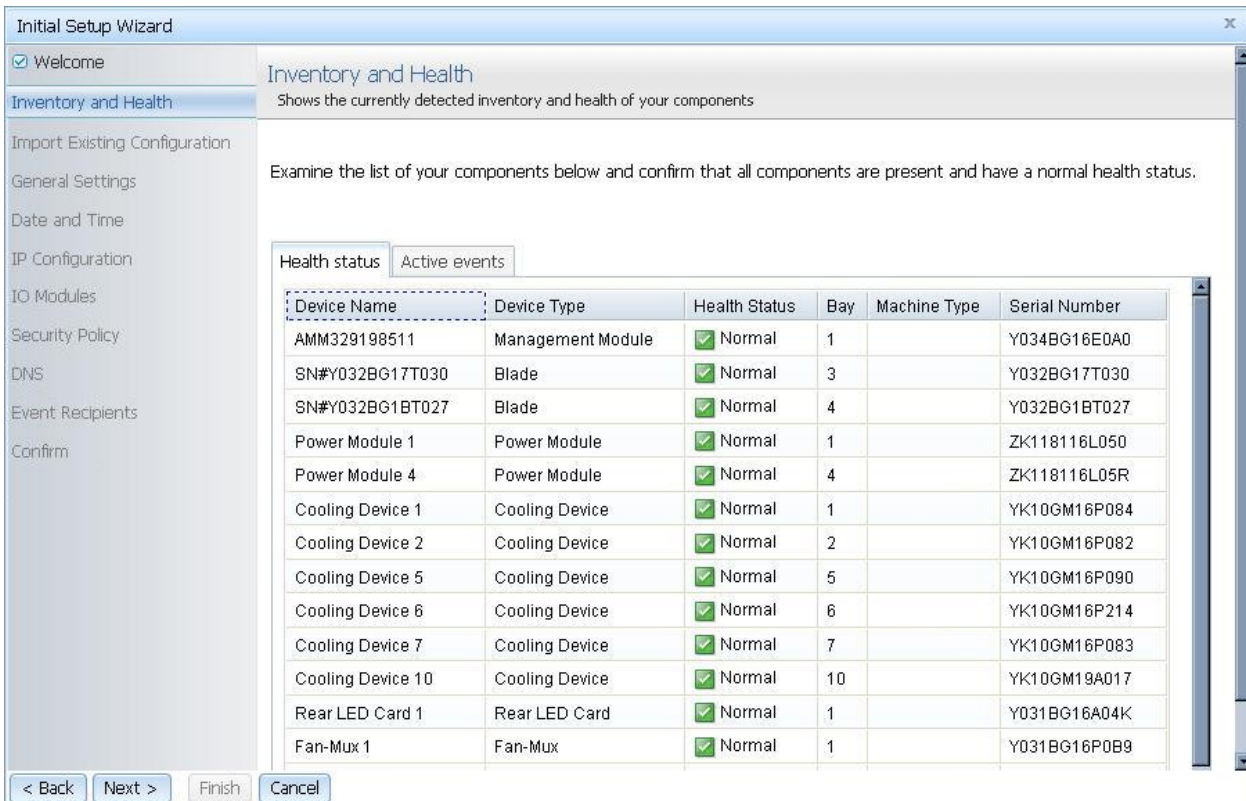 Initial Setup Wizard
x
Welcome
Inventory and Health
Import Existing Configuration
General Settings
Date and Time
IP Configuration
IO Modules
Security Policy
DNS
Event Recipients
Confirm
Inventory and Health
Shows the currently detected inventory and health of your components
Examine the list of your components below and confirm that all components are present and have a normal health status.
Health status Active events
Device Name Device Type Health Status Bay Machine Type Serial Number
AMM329198511 Management Module Normal 1 Y034BG16E0A0
SN#Y032BG17T030 Blade Normal 3 Y032BG17T030
SN#Y032BG1BT027 Blade Normal 4 Y032BG1BT027
Power Module 1 Power Module Normal 1 ZK118116L050
Power Module 4 Power Module Normal 4 ZK118116L05R
Cooling Device 1 Cooling Device Normal 1 YK10GM16P084
Cooling Device 2 Cooling Device Normal 2 YK10GM16P082
Cooling Device 5 Cooling Device Normal 5 YK10GM16P090
Cooling Device 6 Cooling Device Normal 6 YK10GM16P214
Cooling Device 7 Cooling Device Normal 7 YK10GM16P083
Cooling Device 10 Cooling Device Normal 10 YK10GM19A017
Rear LED Card 1 Rear LED Card Normal 1 Y031BG16A04K
Fan-Mux 1 Fan-Mux Normal 1 Y031BG16P0B9
< Back Next > Finish Cancel